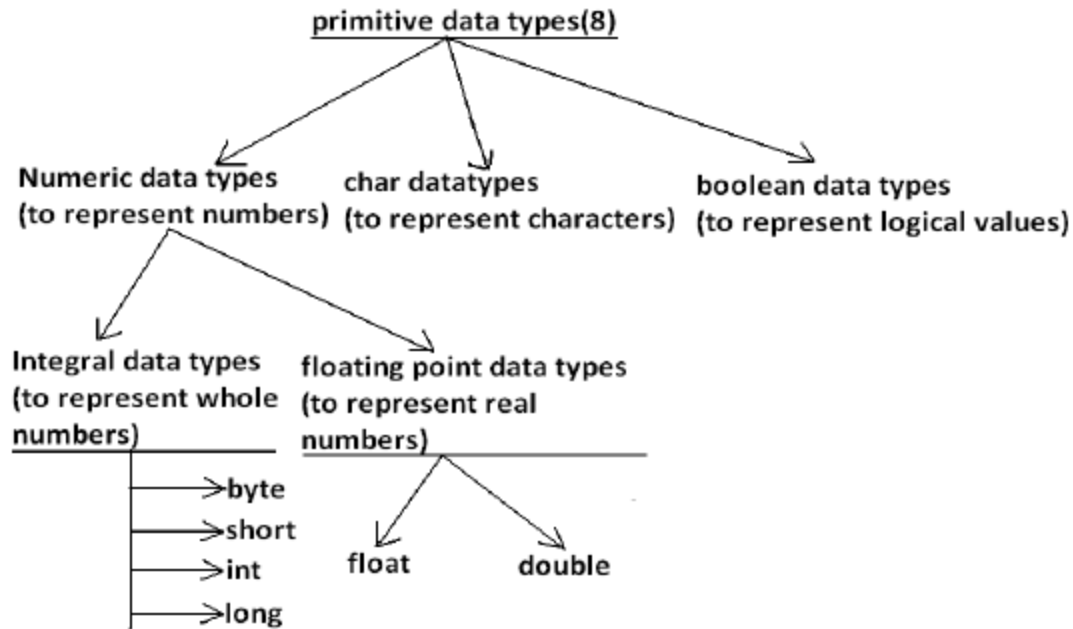 primitive data types(8)
Numeric data types
(to represent numbers)
char datatypes
(to represent characters)
boolean data types
(to represent logical values)
Integral data types
(to represent whole
numbers)
floating point data types
(to represent real
numbers)
byte
short
int
long
float
double